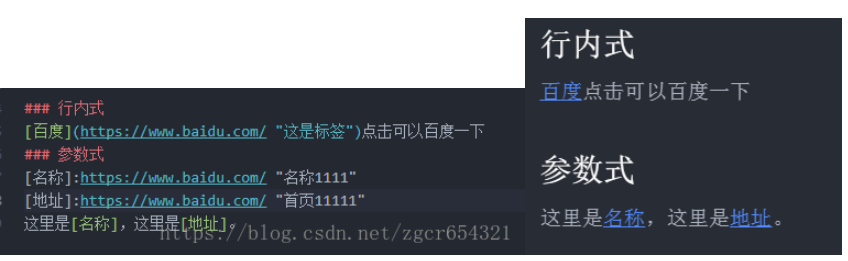 ### 行内式
[百度](https://www.baidu.com/ "这是标签")点击可以百度一下
### 参数式
[名称]:https://www.baidu.com/ "名称1111"
[地址]:https://www.baidu.com/ "首页11111"
这里是[名称]，这里是[地址]。
https://blog.csdn.net/zgcr654321
行内式
百度点击可以百度一下
参数式
这里是名称，这里是地址。